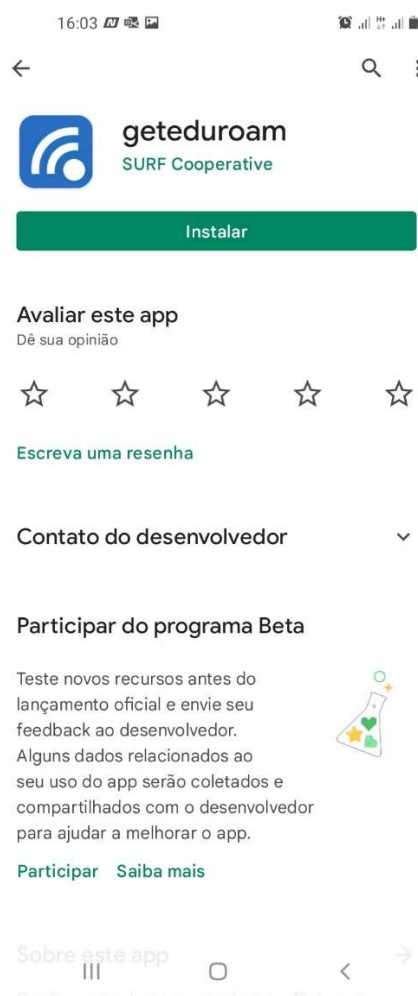 16:03
geteduroam
SURF Cooperative
Instalar
Avaliar este app
Dê sua opinião
Escreva uma resenha
Contato do desenvolvedor
Participar do programa Beta
Teste novos recursos antes do
lançamento oficial e envie seu
feedback ao desenvolvedor.
Alguns dados relacionados ao
seu uso do app serão coletados e
compartilhados com o desenvolvedor
para ajudar a melhorar o app.
Participar Saiba mais
Sobre este app